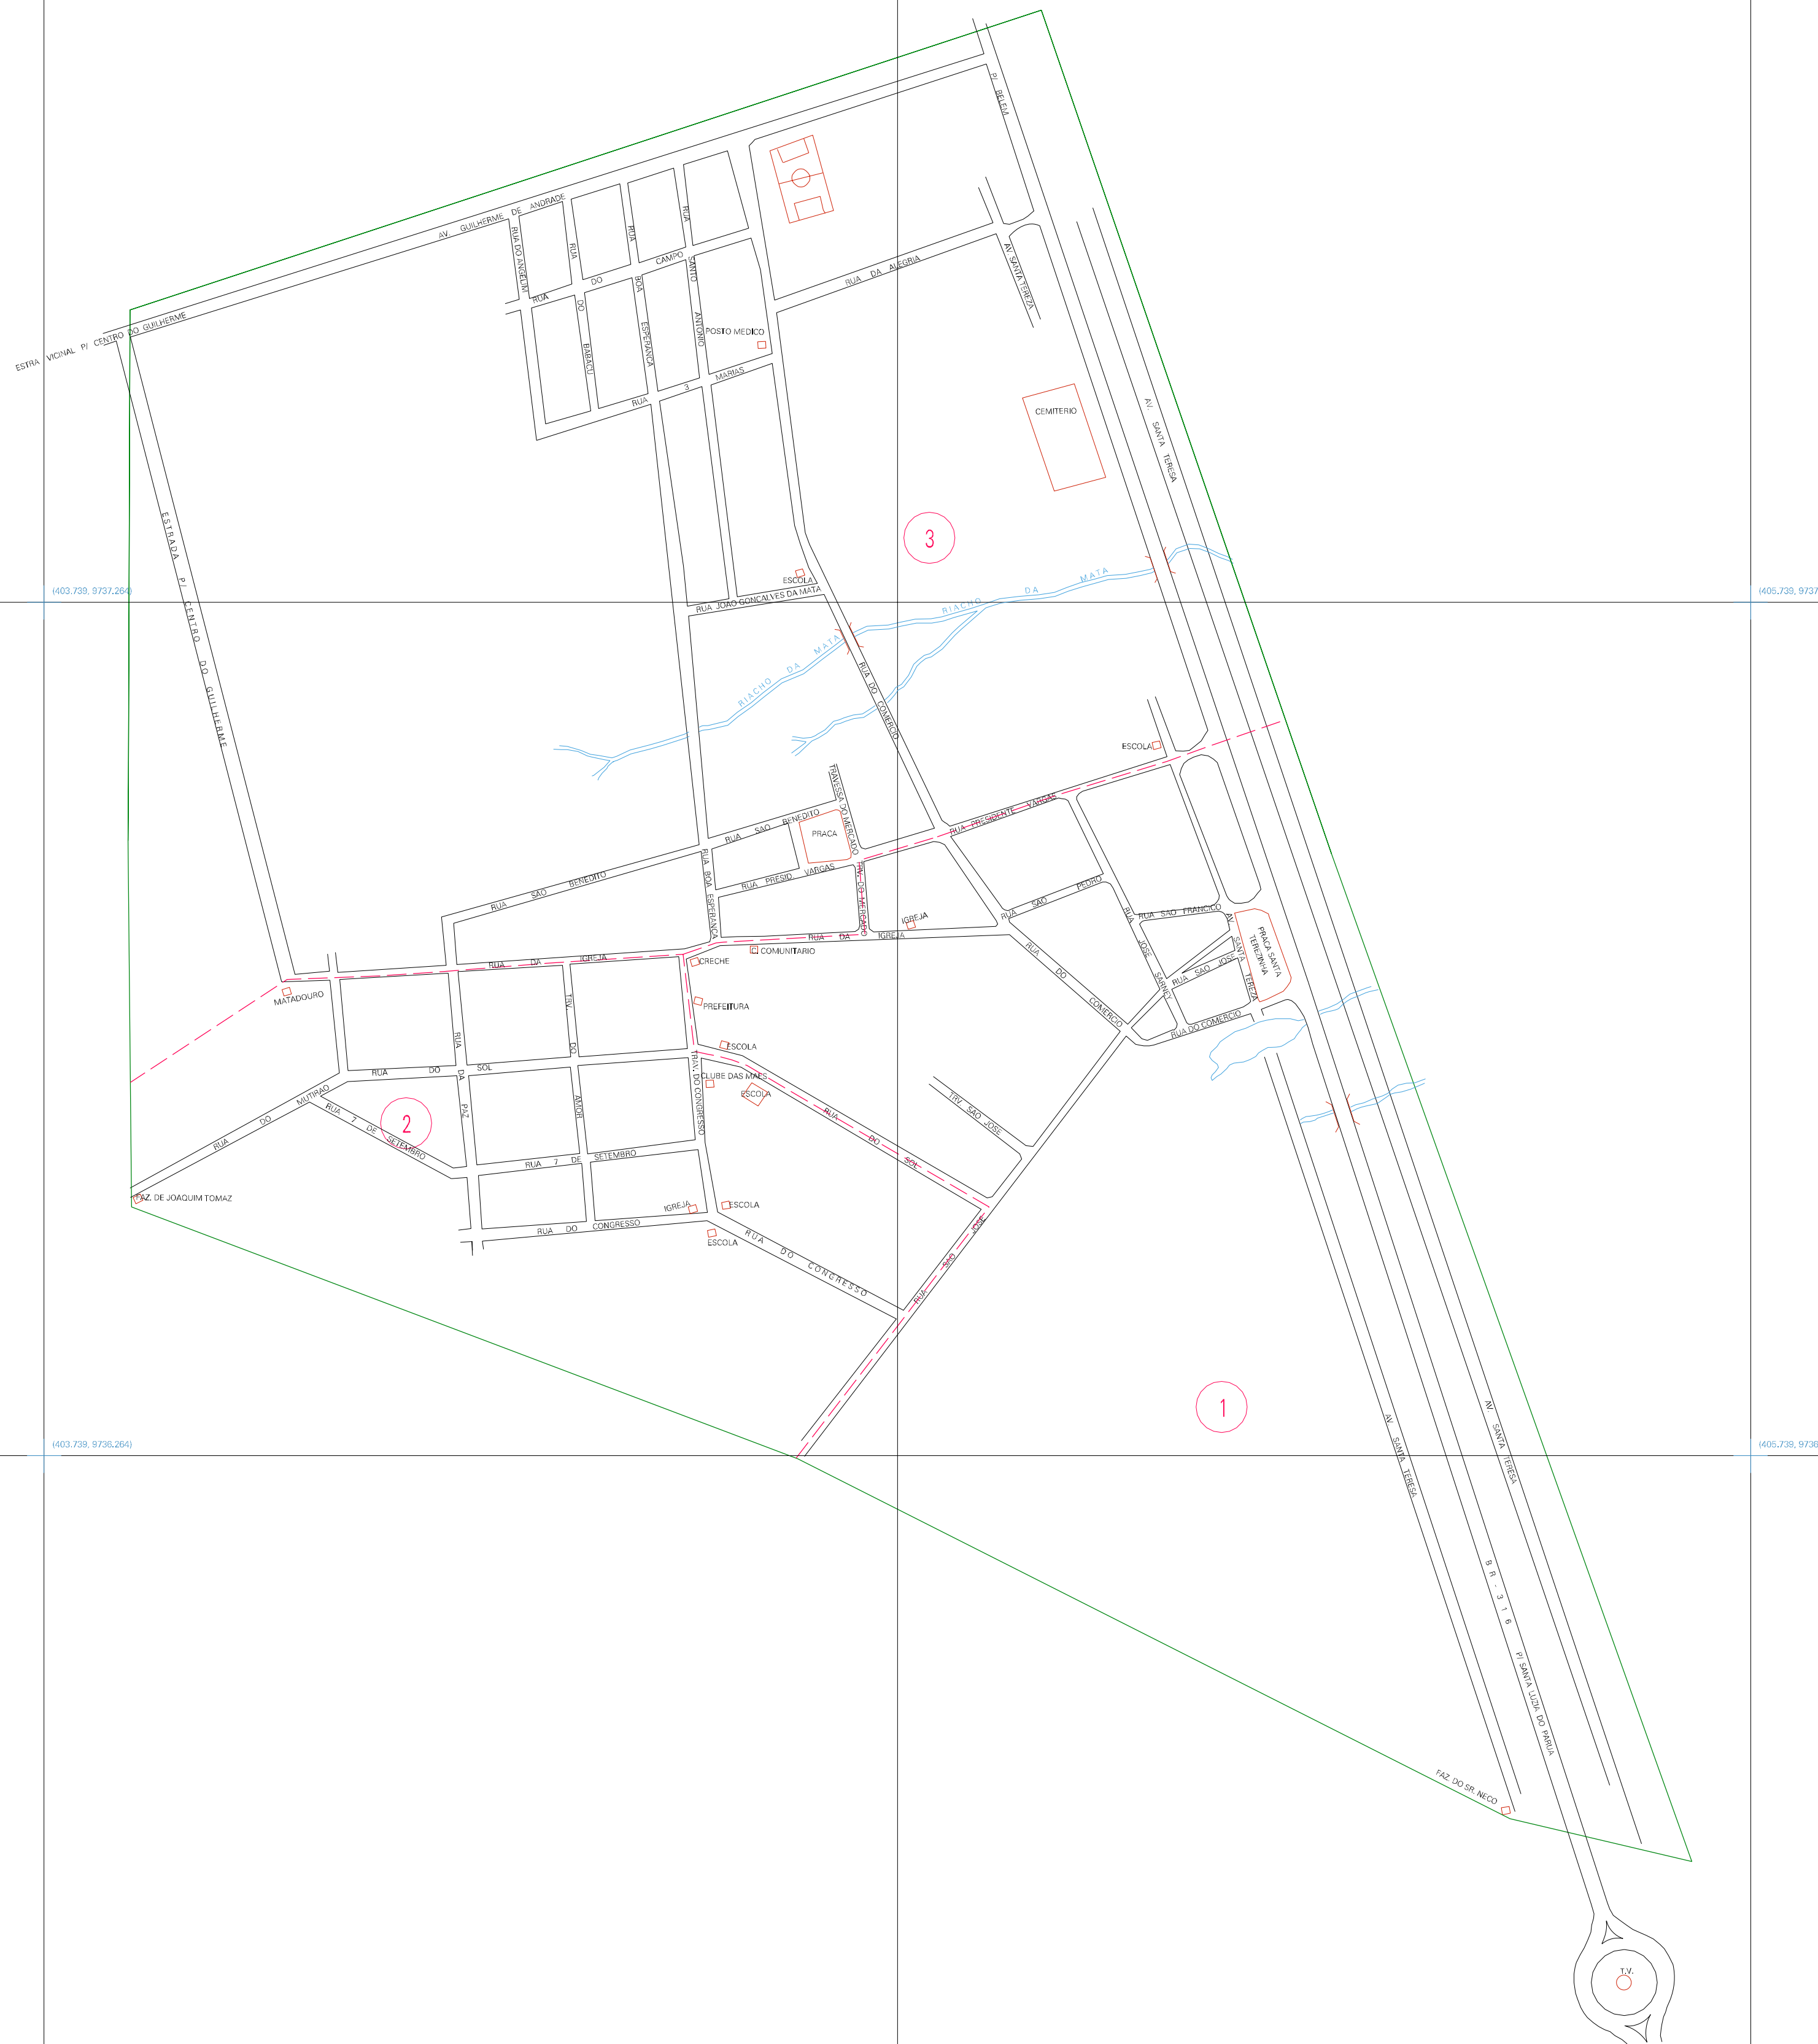 P/ BELEM
AV. GUILHERME DE ANDRADE
RUA DO ANGELIM
RUA DO BABACU
RUA BOA ESPERANCA
RUA SANTO ANTONIO
RUA DO CAMPO
RUA DA ALEGRIA
AV. SANTA TEREZA
ESTRA VICINAL P/ CENTRO DO GUILHERME
POSTO MEDICO
RUA 3 MARIAS
CEMITERIO
AV. SANTA TERESA
ESTRADA P/ CENTRO DO GUILHERME
3
ESCOLA
RUA JOAO GONCALVES DA MATA
RIACHO DA MATA
RIACHO DA MATA
(403.739, 9737.264)
(405.739, 9737
RUA DO COMERCIO
ESCOLA
TRAVESSA DO MERCADO
RUA SAO BENEDITO
PRACA
RUA PRESIDENTE VARGAS
RUA SAO BENEDITO
RUA BOA ESPERANCA
RUA PRESID. VARGAS
TRV. DO MERCADO
RUA SAO PEDRO
IGREJA
RUA SAO FRANCICO
AV. SANTA TEREZA
PRACA SANTA
TEREZINHA
RUA JOSE SARNEY
RUA SAO JOSE
RUA DA IGREJA
C. COMUNITARIO
RUA DA IGREJA
CRECHE
MATADOURO
PREFEITURA
RUA DO COMERCIO
RUA DO COMERCIO
RUA DA PAZ
TRV. DO AMOR
ESCOLA
TRAV. DO CONGRESSO
CLUBE DAS MAES
ESCOLA
RUA DO SOL
RUA DO SOL
TRV SAO JOSE
RUA DO MUTIRAO
RUA 7 DE SETEMBRO
2
RUA 7 DE SETEMBRO
FAZ. DE JOAQUIM TOMAZ
IGREJA
ESCOLA
RUA DO CONGRESSO
ESCOLA
RUA DO CONGRESSO
RUA SAO JOSE
1
(403.739, 9736.264)
(405.739, 9736
AV. SANTA TERESA
AV. SANTA TERESA
BR - 316
P/ SANTA LUZIA DO PARUA
FAZ. DO SR. NECO
T.V.